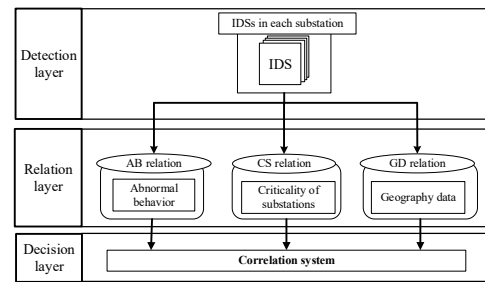 IDSs in each substation
Detection
layer
IDS
AB relation
CS relation
GD relation
Relation
layer
Abnormal
behavior
Criticality of
substations
Geography data
Decision
layer
Correlation system